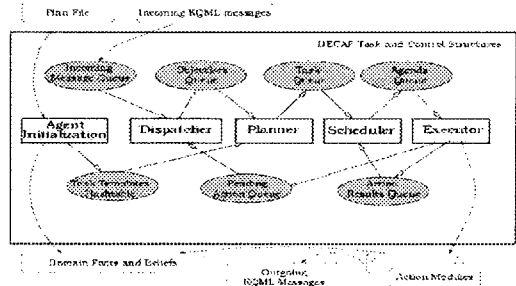 Plan File
Incoming KQML messages
DECAF Task and Control Structures
Incoming
Message Queue
Objectives
Queue
Task
Queue
Agenda
Queue
Agent
Initialization
Dispatcher
Planner
Scheduler
Executor
Task Templates
Hashtable
Pending
Action Queue
Action
Results Queue
Domain Facts and Beliefs
Outgoing
KQML Messages
Action Modules